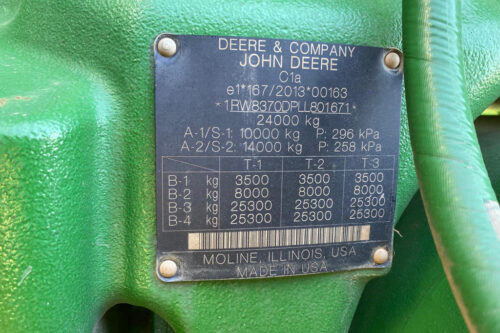 DEERE & COMPANY
JOHN DEERE
C1a
e1*167/2013*00163
*1RW8370DPLL801671*
24000 kg
A-1/S-1: 10000 kg P: 296 kPa
A-2/S-2: 14000 kg P: 258 kPa
T-1 T-2 T-3
B-1 kg 3500 3500 3500
B-2 kg 8000 8000 8000
B-3 kg 25300 25300 25300
B-4 kg 25300 25300 25300
MOLINE, ILLINOIS, USA
MADE IN USA